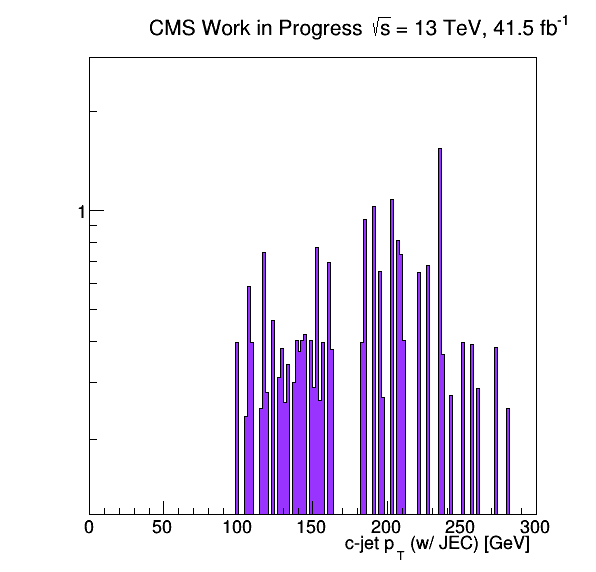 CMS Work in Progress √s = 13 TeV, 41.5 fb⁻¹
1
0 50 100 150 200 250 300
c-jet p_T (w/ JEC) [GeV]